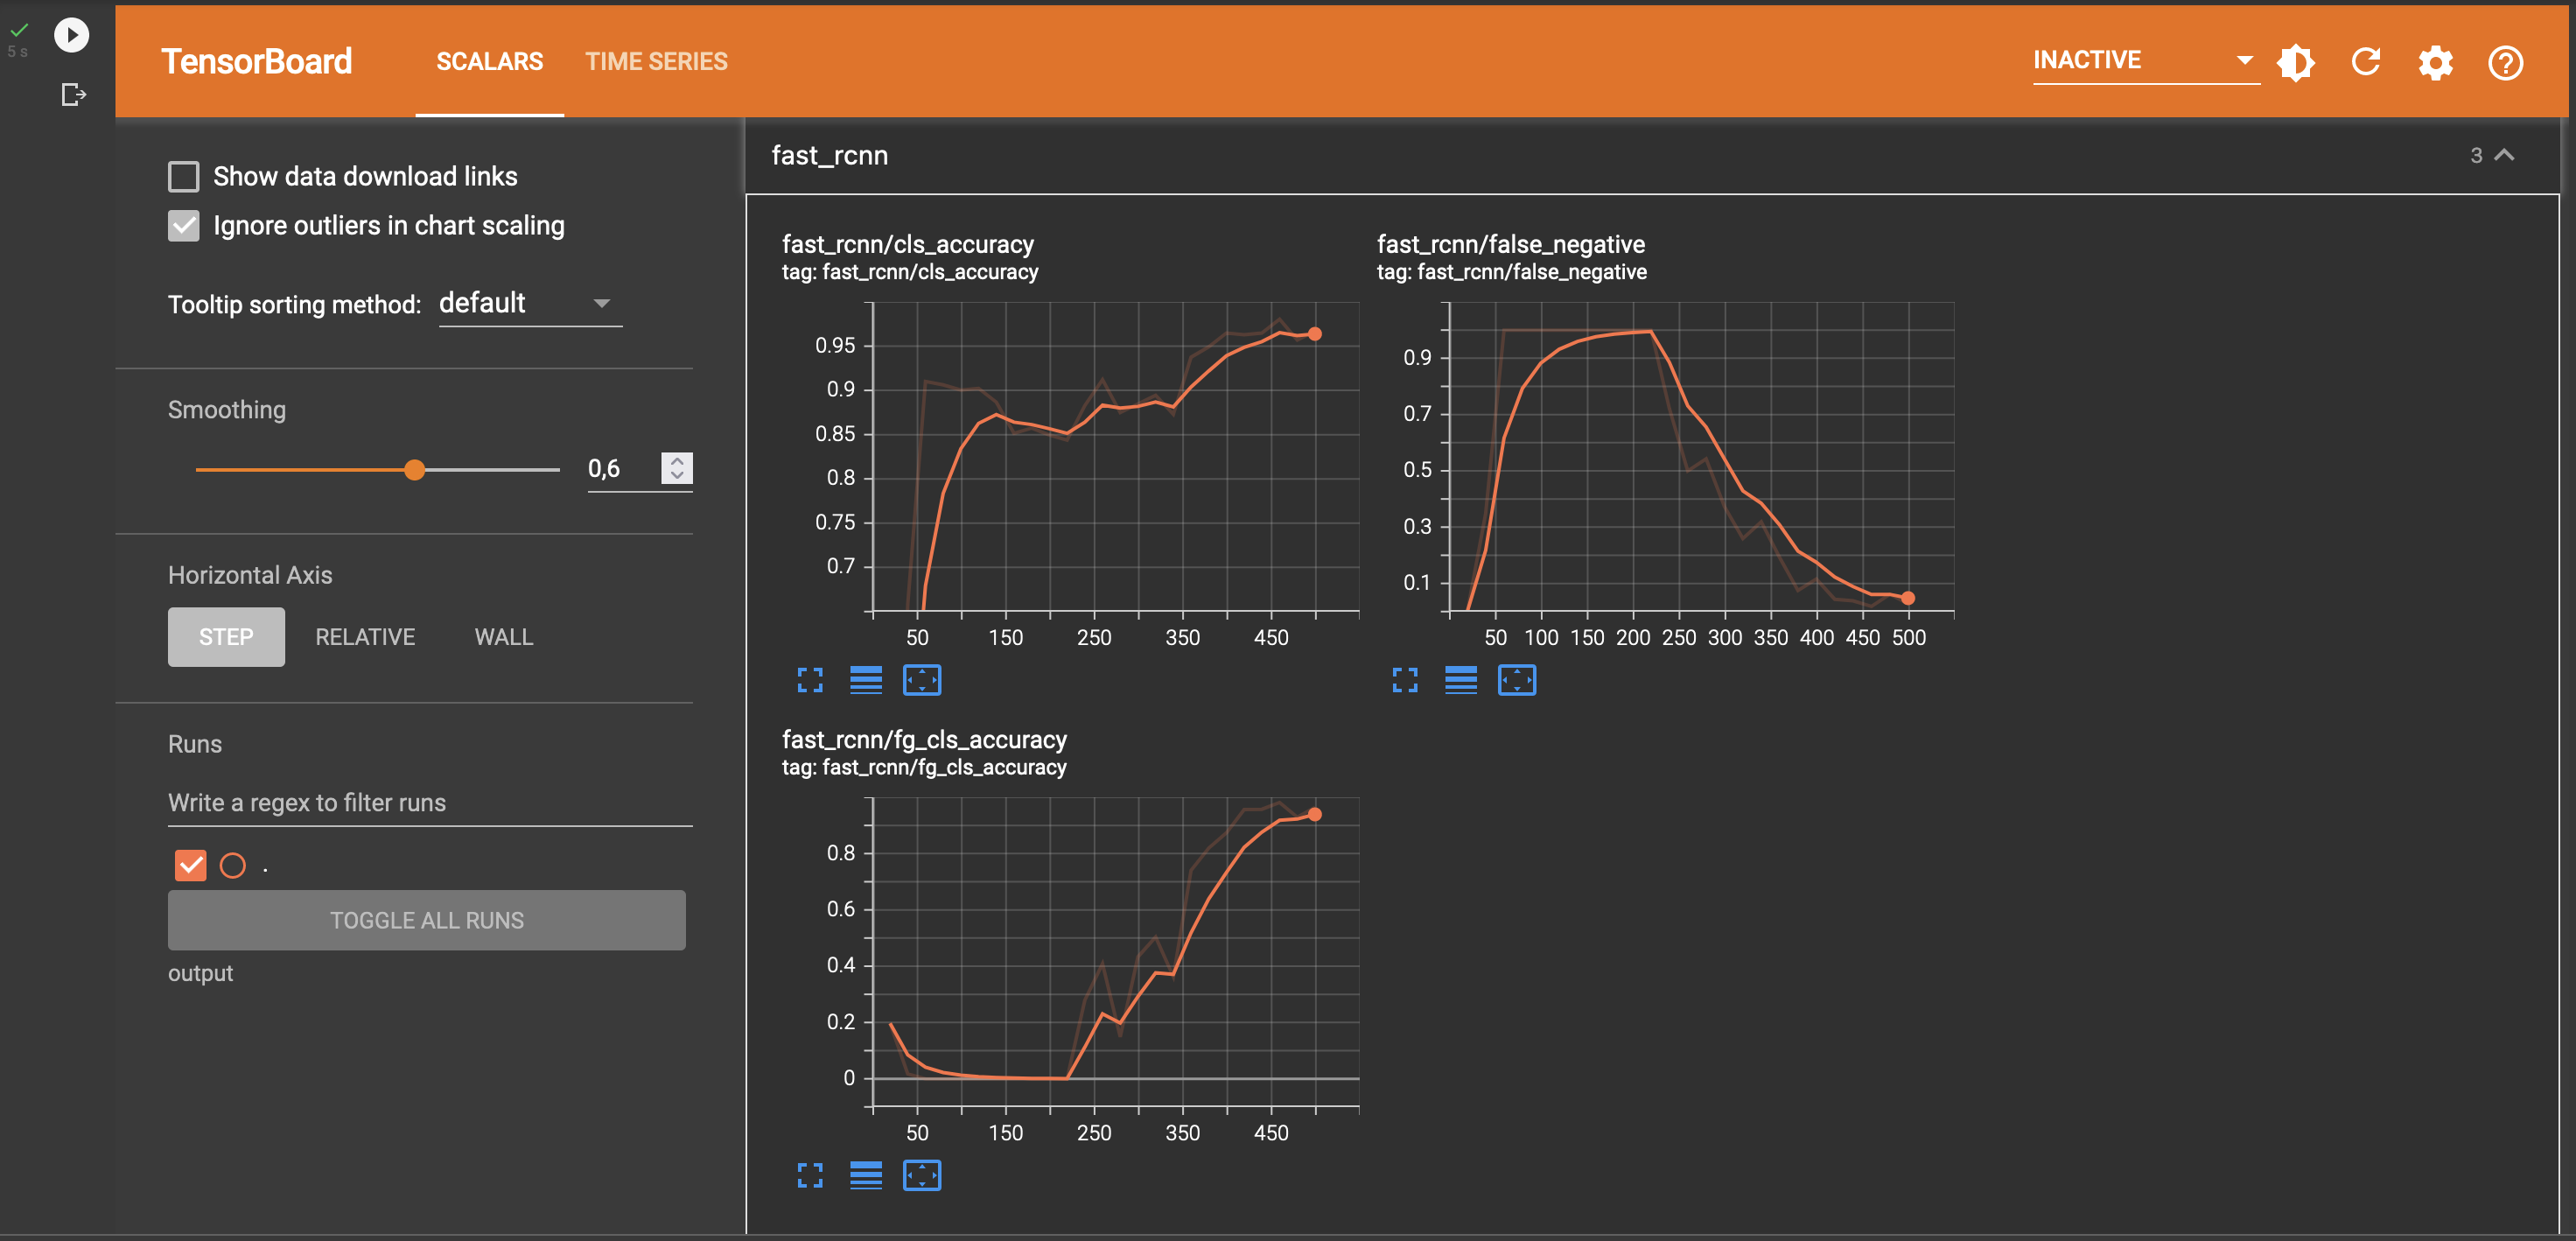 5 s
TensorBoard
SCALARS
TIME SERIES
INACTIVE
Show data download links
Ignore outliers in chart scaling
Tooltip sorting method: default
Smoothing
0,6
Horizontal Axis
STEP
RELATIVE
WALL
Runs
Write a regex to filter runs
.
TOGGLE ALL RUNS
output
fast_rcnn
3
fast_rcnn/cls_accuracy
tag: fast_rcnn/cls_accuracy
0.95
0.9
0.85
0.8
0.75
0.7
50 150 250 350 450
fast_rcnn/false_negative
tag: fast_rcnn/false_negative
0.9
0.7
0.5
0.3
0.1
50 100 150 200 250 300 350 400 450 500
fast_rcnn/fg_cls_accuracy
tag: fast_rcnn/fg_cls_accuracy
0.8
0.6
0.4
0.2
0
50 150 250 350 450